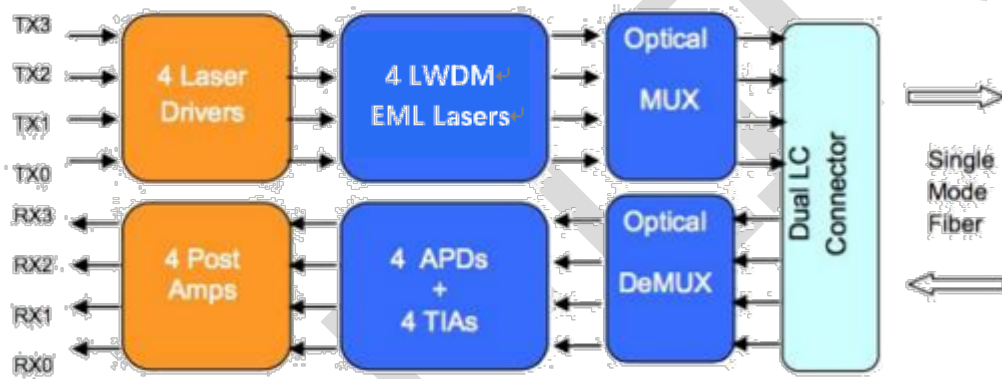 TX3
TX2
TX1
TX0
4 Laser
Drivers
4 LWDM↵
EML Lasers↵
Optical
MUX
RX3
RX2
RX1
RX0
4 Post
Amps
4 APDs
+
4 TIAs
Optical
DeMUX
Dual LC
Connector
Single
Mode
Fiber